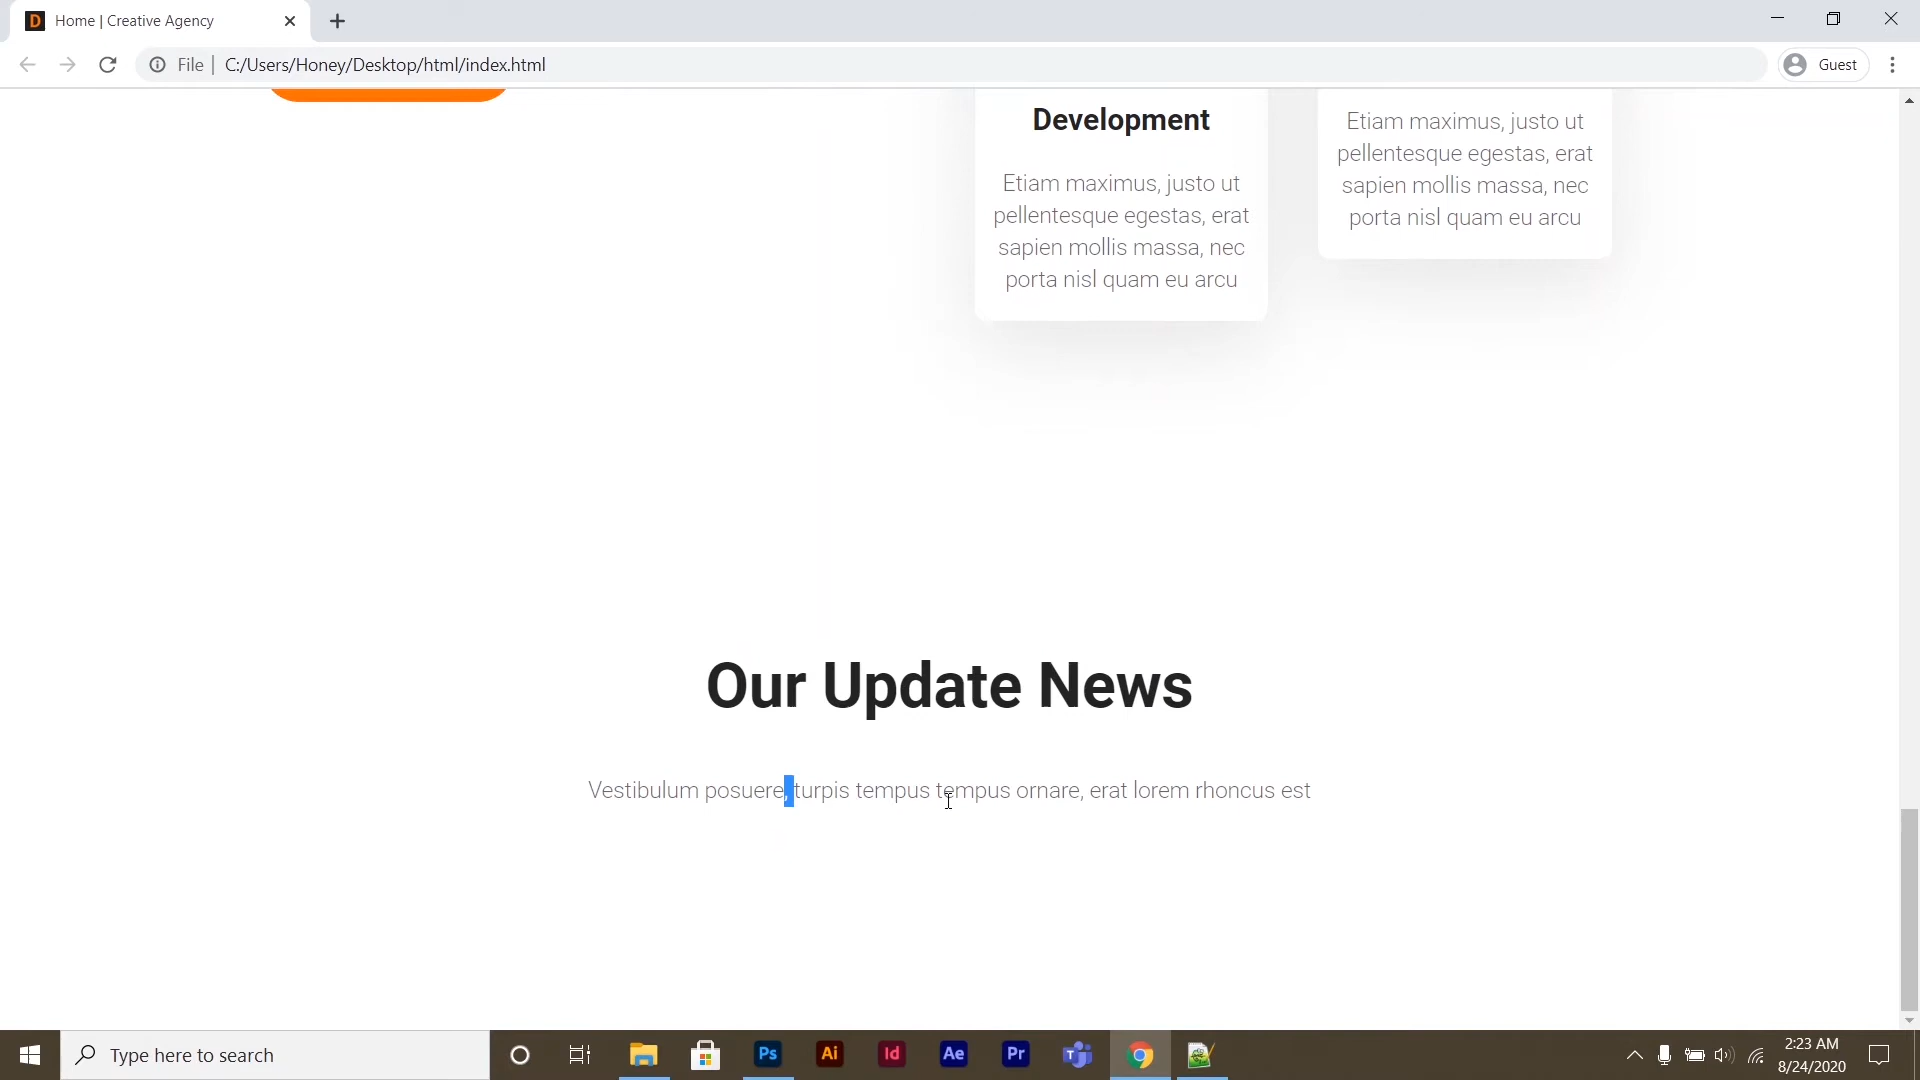 D Home | Creative Agency
File | C:/Users/Honey/Desktop/html/index.html
Guest
Development
Etiam maximus, justo ut
pellentesque egestas, erat
sapien mollis massa, nec
porta nisl quam eu arcu
Etiam maximus, justo ut
pellentesque egestas, erat
sapien mollis massa, nec
porta nisl quam eu arcu
Our Update News
Vestibulum posuere, turpis tempus tempus ornare, erat lorem rhoncus est
Type here to search
Ps
Ai
Id
Ae
Pr
T
2:23 AM
8/24/2020